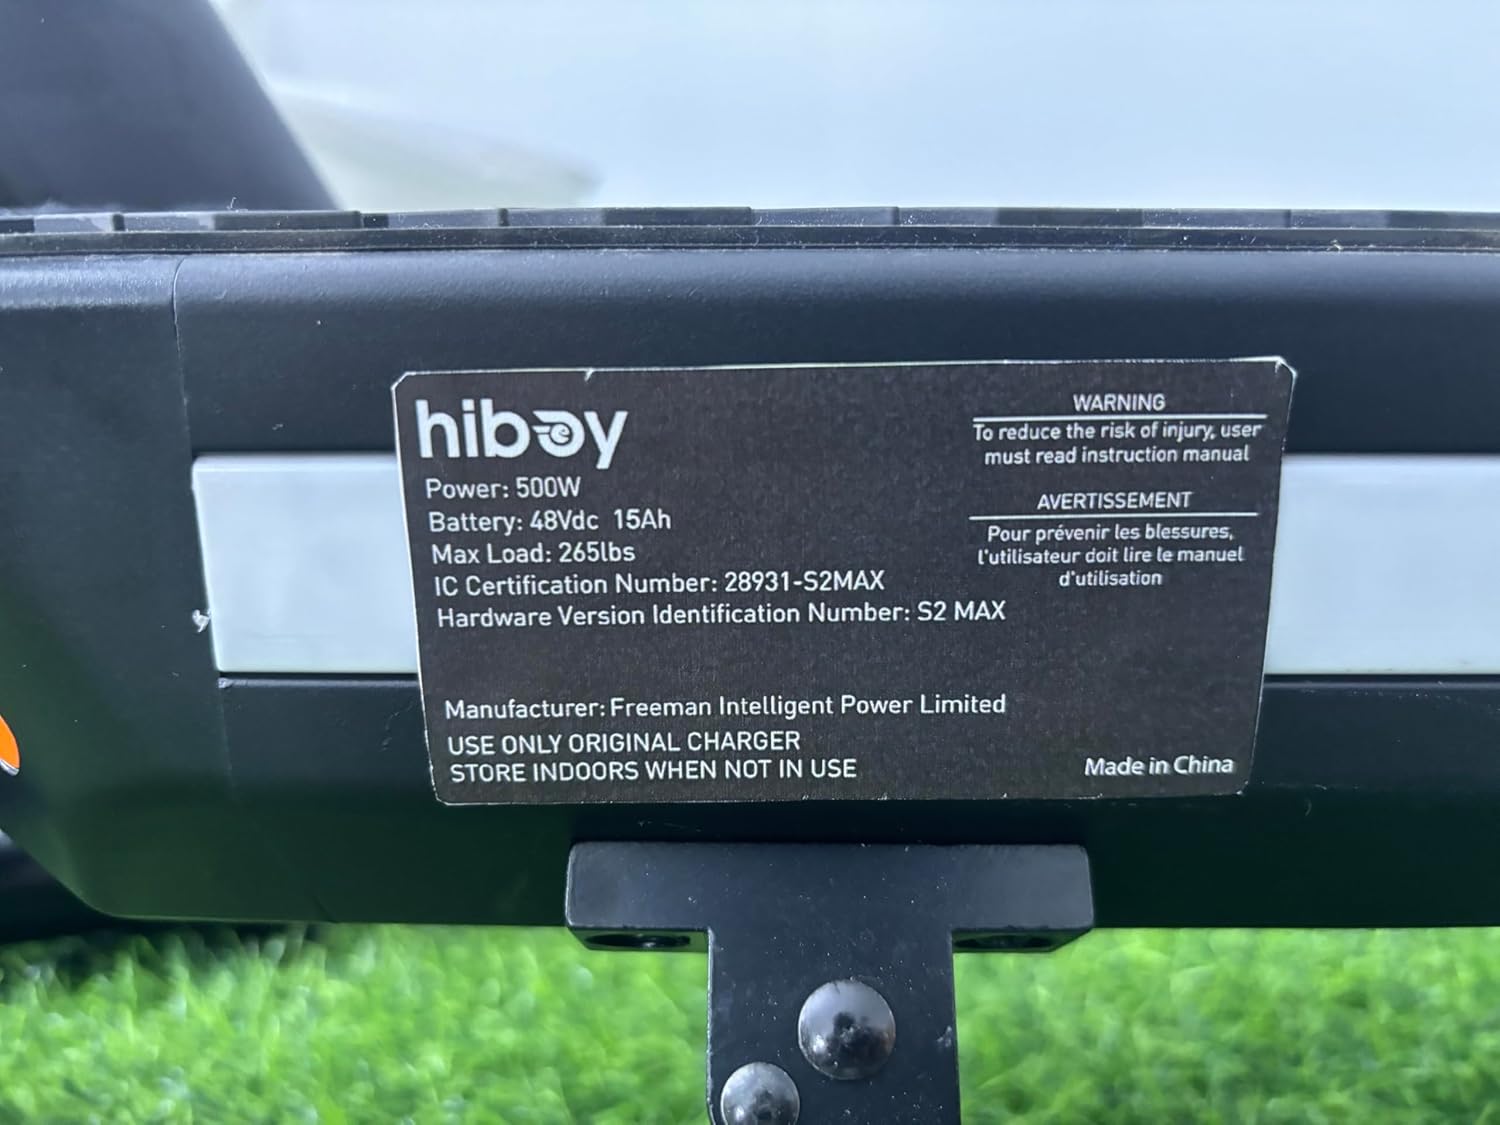 hiboy
Power: 500W
Battery: 48Vdc 15Ah
Max Load: 265lbs
IC Certification Number: 28931-S2MAX
Hardware Version Identification Number: S2 MAX
Manufacturer: Freeman Intelligent Power Limited
USE ONLY ORIGINAL CHARGER
STORE INDOORS WHEN NOT IN USE
WARNING
To reduce the risk of injury, user
must read instruction manual
AVERTISSEMENT
Pour prévenir les blessures,
l'utilisateur doit lire le manuel
d'utilisation
Made in China